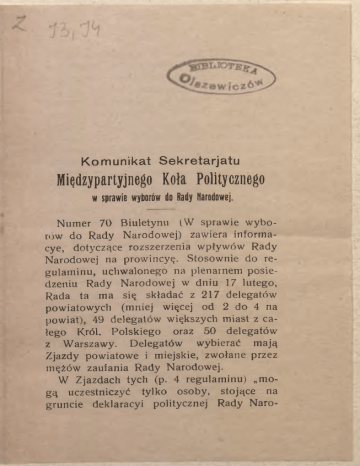 Z 13, 14
BIBLIOTEKA
Olszewiczów
Komunikat Sekretarjatu
Międzypartyjnego Koła Politycznego
w sprawie wyborów do Rady Narodowej.
Numer 70 Biuletynu (W sprawie wybo-
rów do Rady Narodowej) zawiera informa-
cye, dotyczące rozszerzenia wpływów Rady
Narodowej na prowincyę. Stosownie do re-
gulaminu, uchwalonego na plenarnem posie-
dzeniu Rady Narodowej w dniu 17 lutego,
Rada ta ma się składać z 217 delegatów
powiatowych (mniej więcej od 2 do 4 na
powiat), 49 delegatów większych miast z ca-
łego Król. Polskiego oraz 50 delegatów
z Warszawy. Delegatów wybierać mają
Zjazdy powiatowe i miejskie, zwołane przez
mężów zaufania Rady Narodowej.
W Zjazdach tych (p. 4 regulaminu) „mo-
gą uczestniczyć tylko osoby, stojące na
gruncie deklaracyi politycznej Rady Naro-